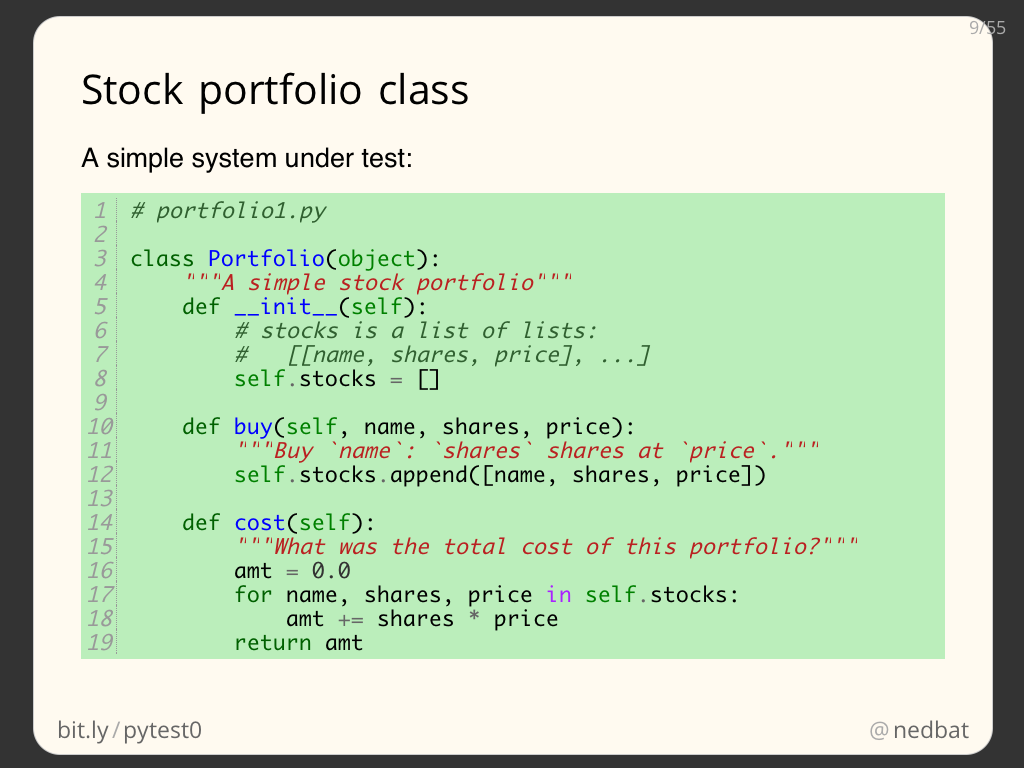 9/55
Stock portfolio class
A simple system under test:
1 # portfolio1.py
2
3 class Portfolio(object):
4     """A simple stock portfolio"""
5     def __init__(self):
6         # stocks is a list of lists:
7         #   [[name, shares, price], ...]
8         self.stocks = []
9
10     def buy(self, name, shares, price):
11         """Buy `name`: `shares` shares at `price`."""
12         self.stocks.append([name, shares, price])
13
14     def cost(self):
15         """What was the total cost of this portfolio?"""
16         amt = 0.0
17         for name, shares, price in self.stocks:
18             amt += shares * price
19         return amt
bit.ly/pytest0
@nedbat